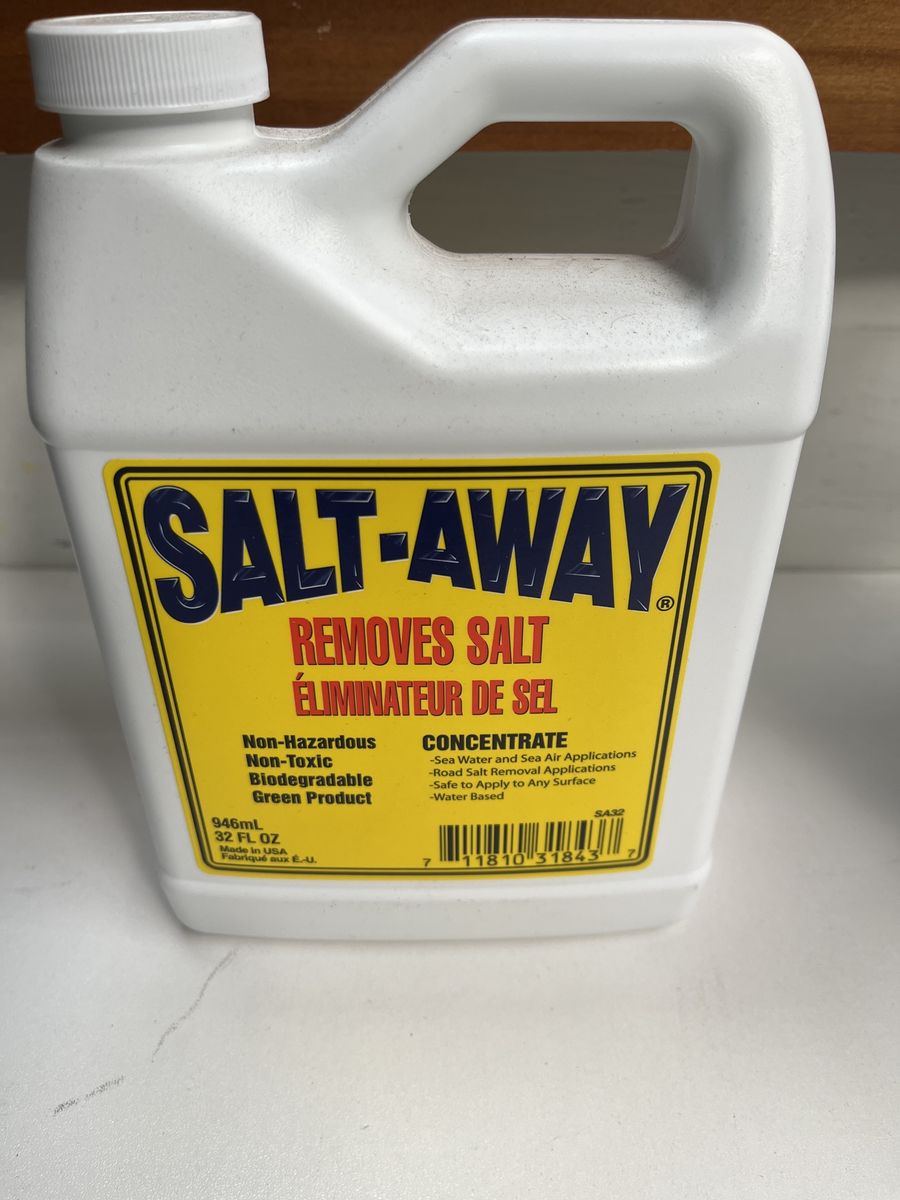 SALT-AWAY®
REMOVES SALT
ÉLIMINATEUR DE SEL
Non-Hazardous
Non-Toxic
Biodegradable
Green Product
CONCENTRATE
-Sea Water and Sea Air Applications
-Road Salt Removal Applications
-Safe to Apply to Any Surface
-Water Based
946mL
32 FL OZ
Made in USA
Fabriqué aux É.-U.
SA32
7 11810 31843 7